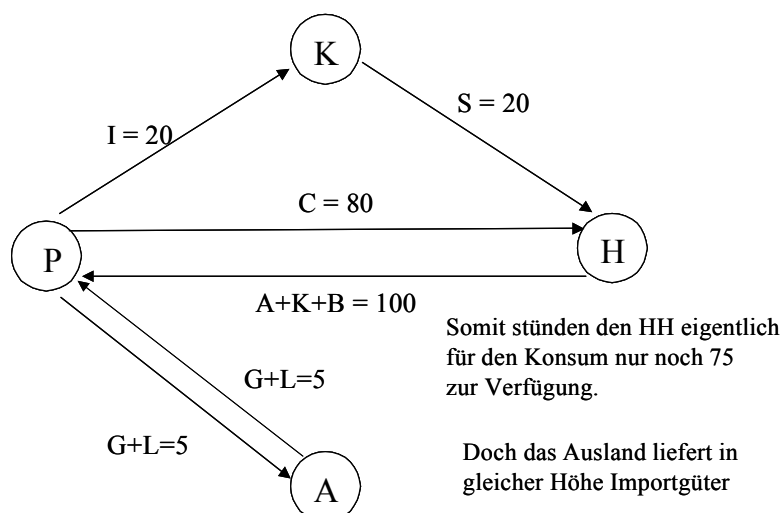 K
S = 20
I = 20
C = 80
P
H
A+K+B = 100
Somit stünden den HH eigentlich
für den Konsum nur noch 75
zur Verfügung.
G+L=5
G+L=5
Doch das Ausland liefert in
gleicher Höhe Importgüter
A